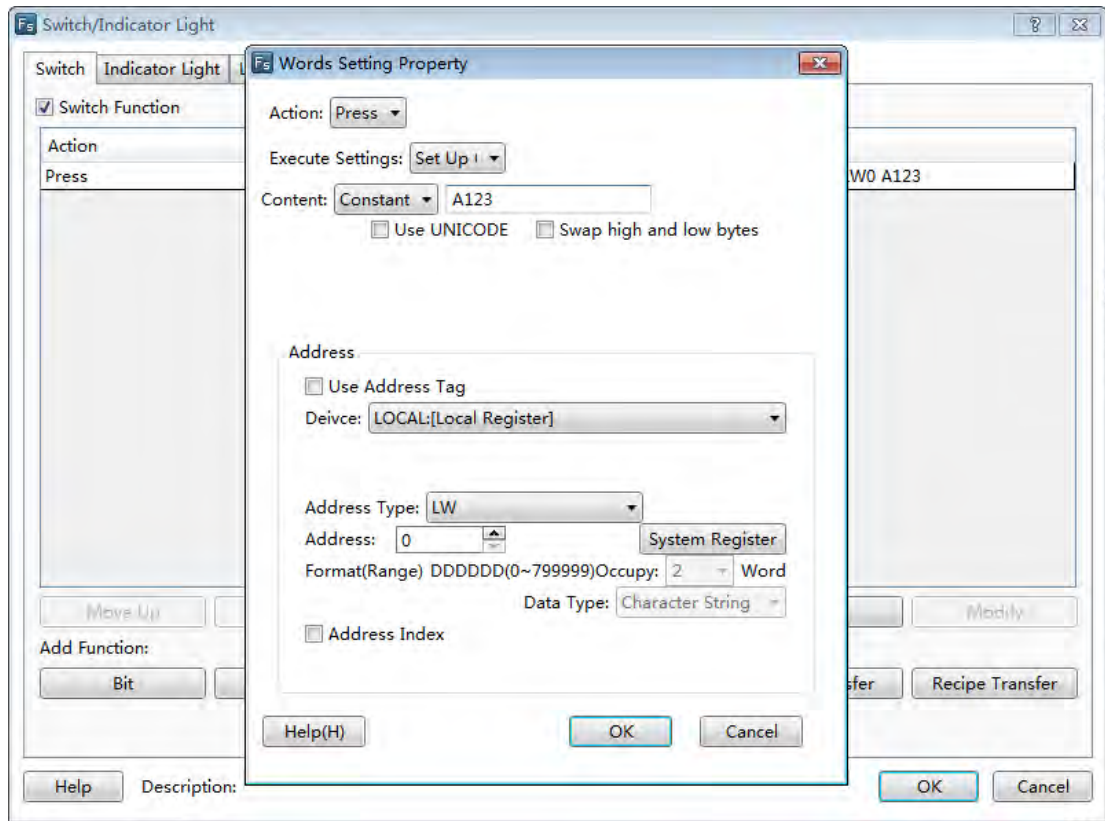 Fs Switch/Indicator Light
Fs Words Setting Property
Switch Indicator Light
Switch Function
Action: Press
Action
Execute Settings: Set Up
Press
W0 A123
Content: Constant A123
Use UNICODE Swap high and low bytes
Address
Use Address Tag
Deivce: LOCAL:[Local Register]
Address Type: LW
Address: 0 System Register
Format(Range) DDDDDD(0~799999)Occupy: 2 Word
Data Type: Character String
Move Up Modify
Address Index
Add Function:
Bit sfer Recipe Transfer
Help(H) OK Cancel
Help Description: OK Cancel